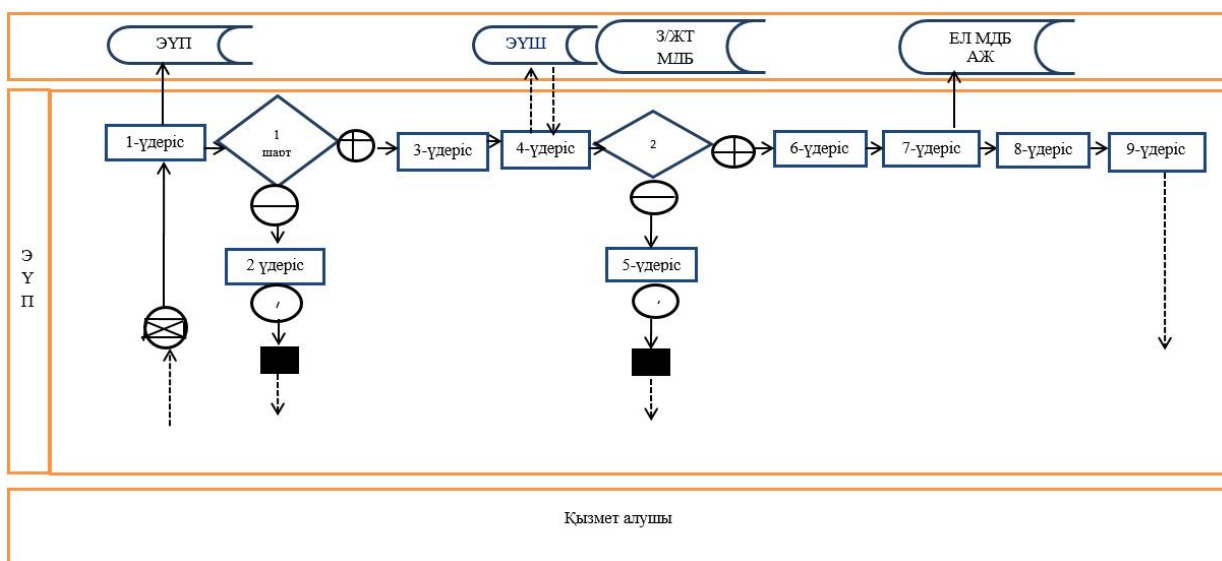 ЭҮП
ЭҮШ
З/ЖТ
МДБ
ЕЛ МДБ
АЖ
1-үдеріс
1
шарт
3-үдеріс
4-үдеріс
2
6-үдеріс
7-үдеріс
8-үдеріс
9-үдеріс
2 үдеріс
5-үдеріс
Э
Ү
П
Қызмет алушы